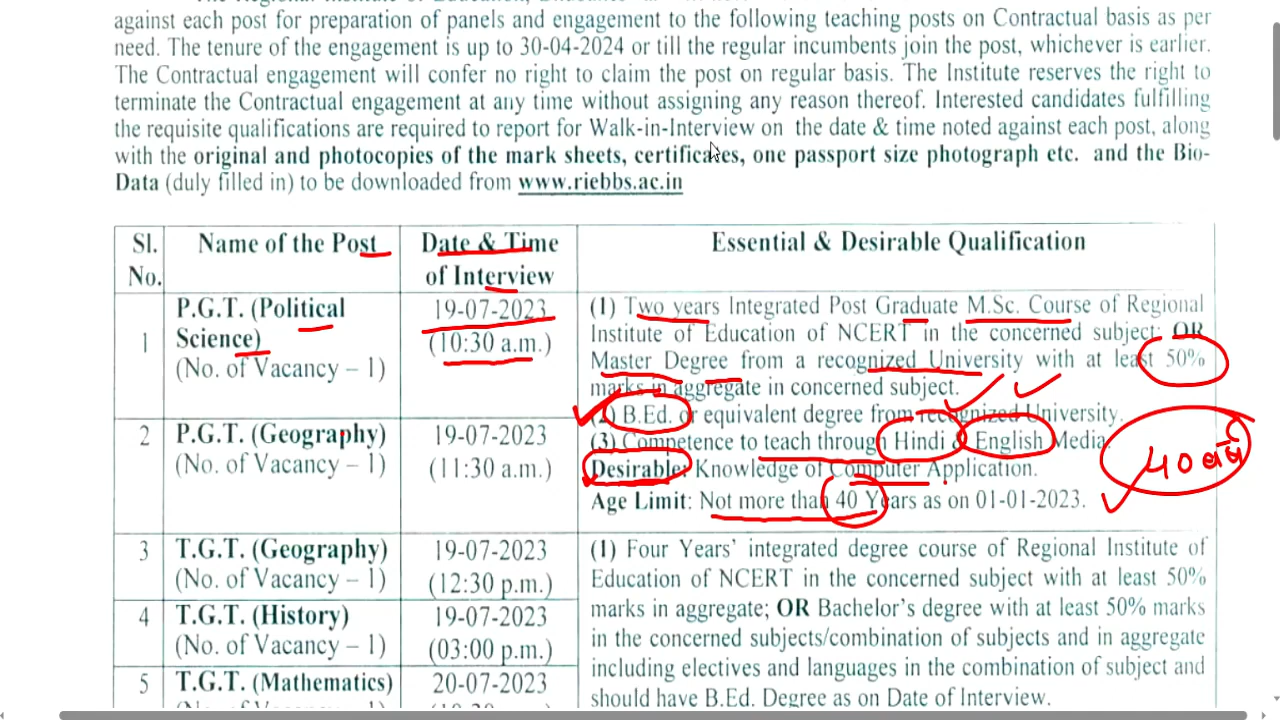 against each post for preparation of panels and engagement to the following teaching posts on Contractual basis as per
need. The tenure of the engagement is up to 30-04-2024 or till the regular incumbents join the post, whichever is earlier.
The Contractual engagement will confer no right to claim the post on regular basis. The Institute reserves the right to
terminate the Contractual engagement at any time without assigning any reason thereof. Interested candidates fulfilling
the requisite qualifications are required to report for Walk-in-Interview on the date & time noted against each post, along
with the original and photocopies of the mark sheets, certificates, one passport size photograph etc. and the Bio-
Data (duly filled in) to be downloaded from www.riebbs.ac.in
Sl. No.
Name of the Post
Date & Time
of Interview
Essential & Desirable Qualification
1
P.G.T. (Political
Science)
(No. of Vacancy – 1)
19-07-2023
(10:30 a.m.)
2
P.G.T. (Geography)
(No. of Vacancy – 1)
19-07-2023
(11:30 a.m.)
(1) Two years Integrated Post Graduate M.Sc. Course of Regional
Institute of Education of NCERT in the concerned subject; OR
Master Degree from a recognized University with at least 50%
marks in aggregate in concerned subject.
(2) B.Ed. or equivalent degree from recognized University.
(3) Competence to teach through Hindi & English Media.
Desirable: Knowledge of Computer Application.
Age Limit: Not more than 40 Years as on 01-01-2023.
40 वर्ष
3
T.G.T. (Geography)
(No. of Vacancy – 1)
19-07-2023
(12:30 p.m.)
4
T.G.T. (History)
(No. of Vacancy – 1)
19-07-2023
(03:00 p.m.)
5
T.G.T. (Mathematics)
20-07-2023
(1) Four Years' integrated degree course of Regional Institute of
Education of NCERT in the concerned subject with at least 50%
marks in aggregate; OR Bachelor's degree with at least 50% marks
in the concerned subjects/combination of subjects and in aggregate
including electives and languages in the combination of subject and
should have B.Ed. Degree as on Date of Interview.